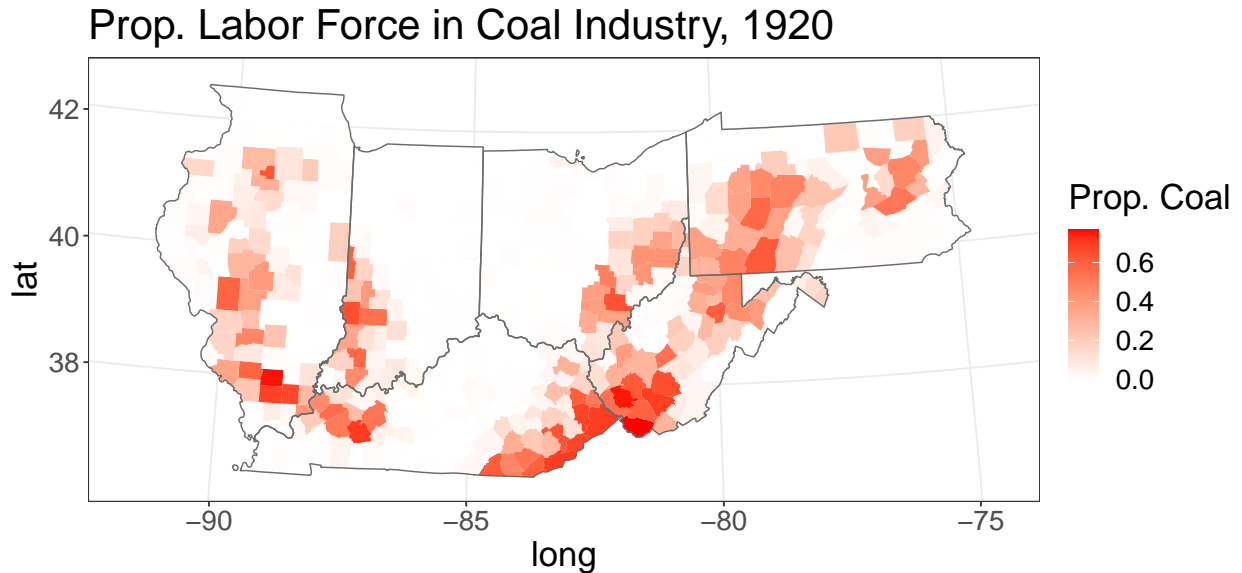 Prop. Labor Force in Coal Industry, 1920
42
40
38
lat
−90
−85
−80
−75
long
Prop. Coal
0.6
0.4
0.2
0.0